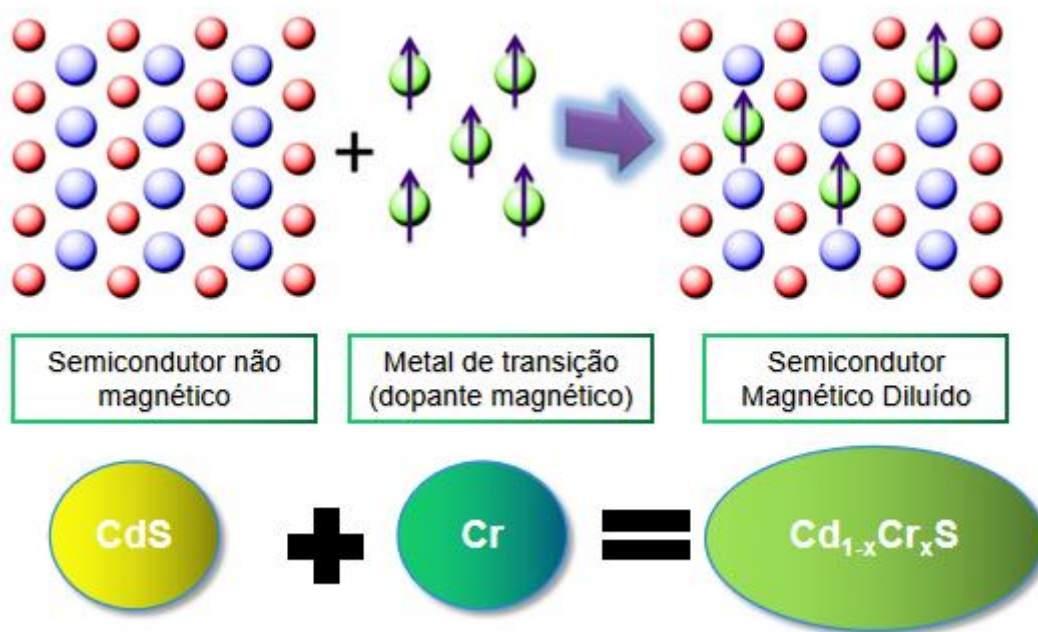 Semicondutor não
magnético
Metal de transição
(dopante magnético)
Semicondutor
Magnético Diluído
CdS
Cr
Cd₁₋ₓCrₓS